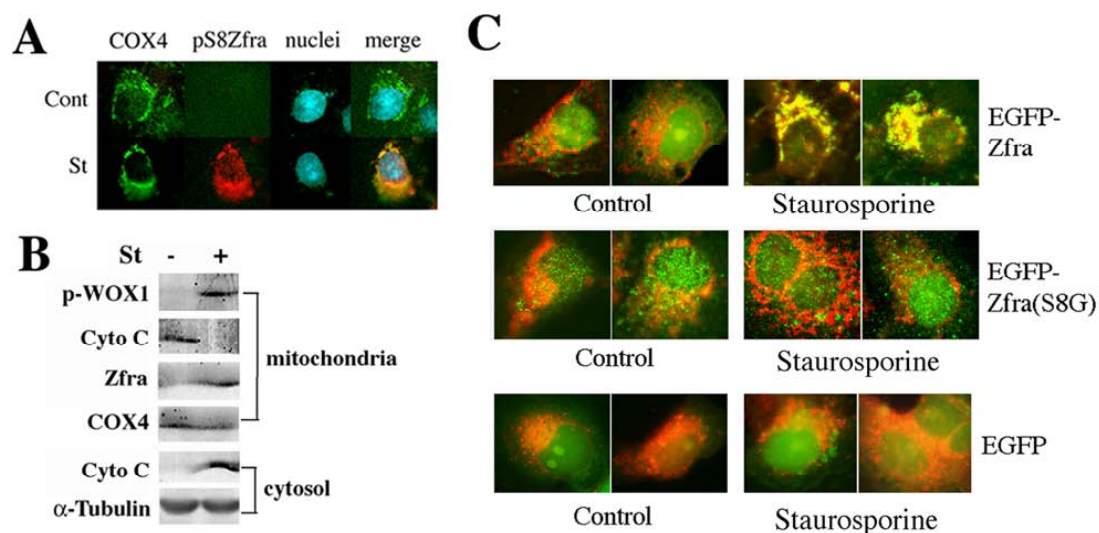 A
COX4 pS8Zfra nuclei merge
Cont
St
B
St - +
p-WOX1
Cyto C
Zfra
COX4
mitochondria
Cyto C
α-Tubulin
cytosol
C
EGFP-
Zfra
Control Staurosporine
EGFP-
Zfra(S8G)
Control Staurosporine
EGFP
Control Staurosporine